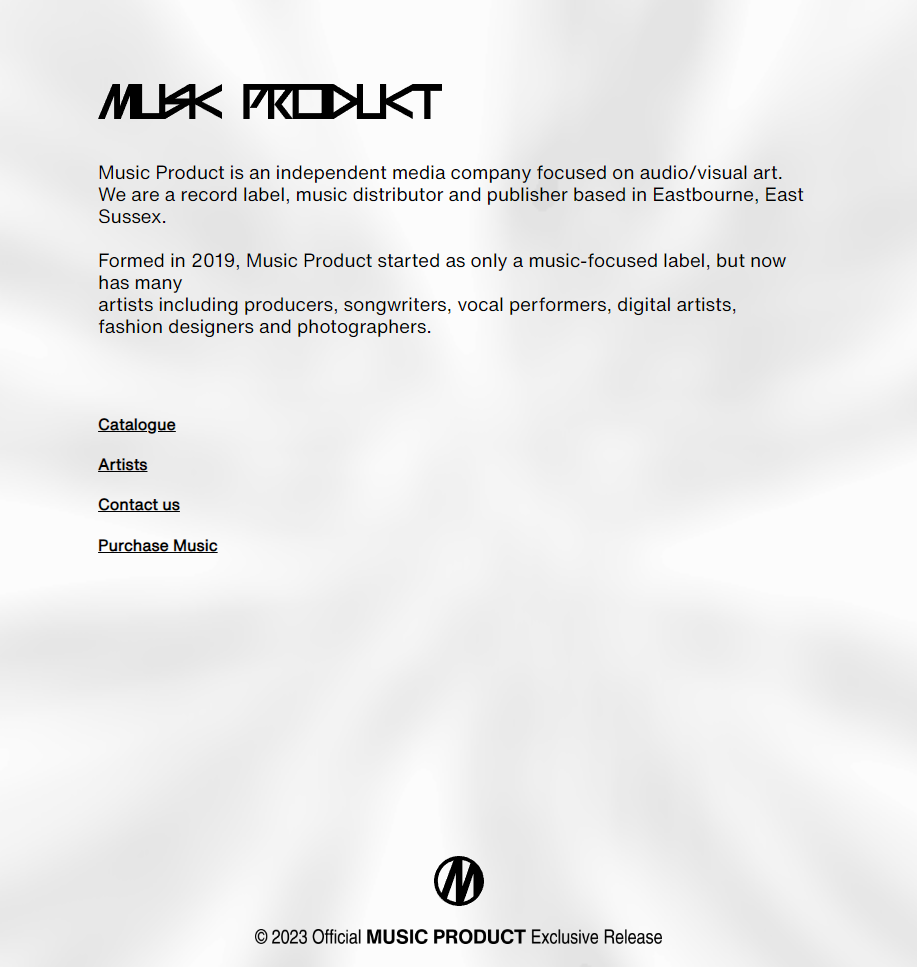 MUSIC PRODUCT
Music Product is an independent media company focused on audio/visual art.
We are a record label, music distributor and publisher based in Eastbourne, East
Sussex.
Formed in 2019, Music Product started as only a music-focused label, but now
has many
artists including producers, songwriters, vocal performers, digital artists,
fashion designers and photographers.
Catalogue
Artists
Contact us
Purchase Music
M
© 2023 Official MUSIC PRODUCT Exclusive Release